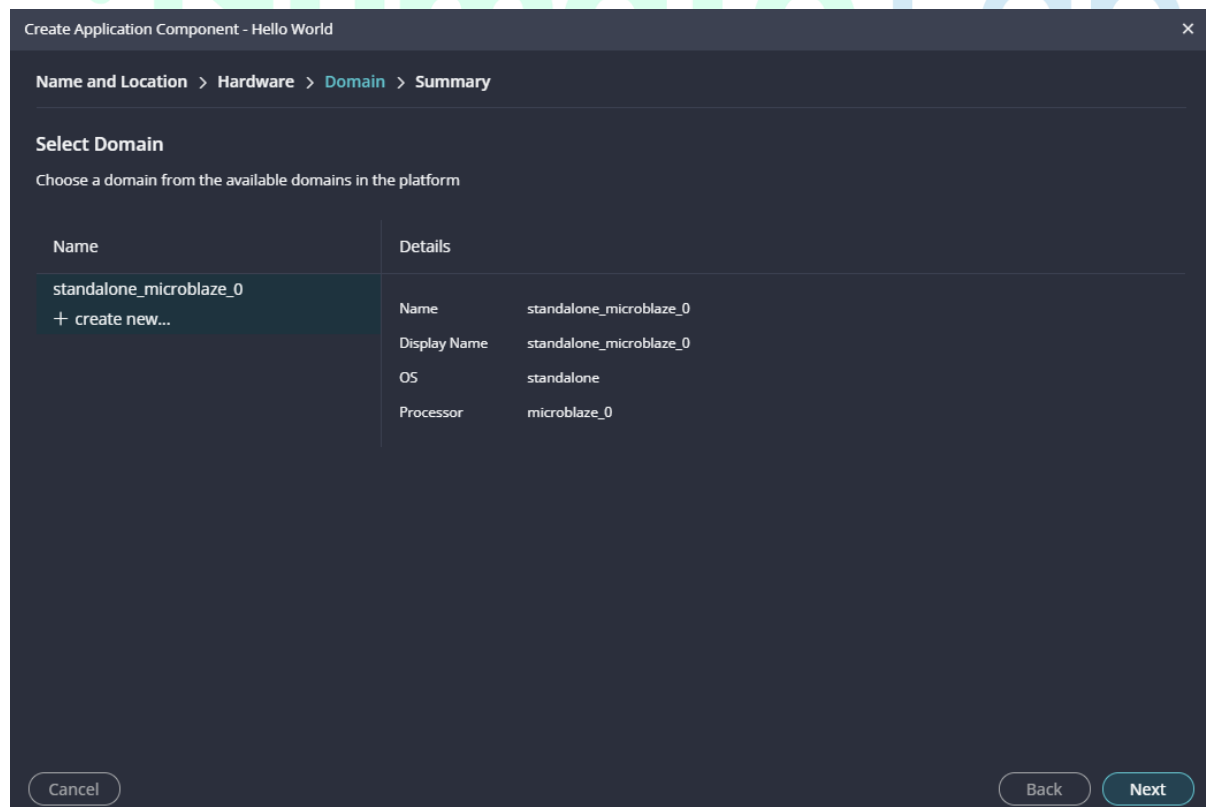 Create Application Component - Hello World
Name and Location > Hardware > Domain > Summary
Select Domain
Choose a domain from the available domains in the platform
Name Details
standalone_microblaze_0
+ create new...
Name standalone_microblaze_0
Display Name standalone_microblaze_0
OS standalone
Processor microblaze_0
Cancel Back Next